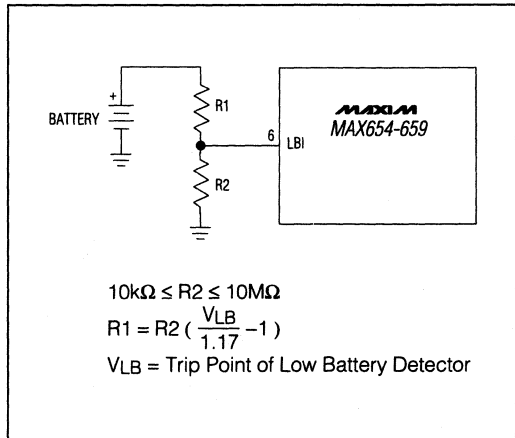 +
BATTERY
R1
R2
6
LBI
MAXIM
MAX654-659
10kΩ ≤ R2 ≤ 10MΩ
R1 = R2 ( VLB / 1.17 −1 )
VLB = Trip Point of Low Battery Detector